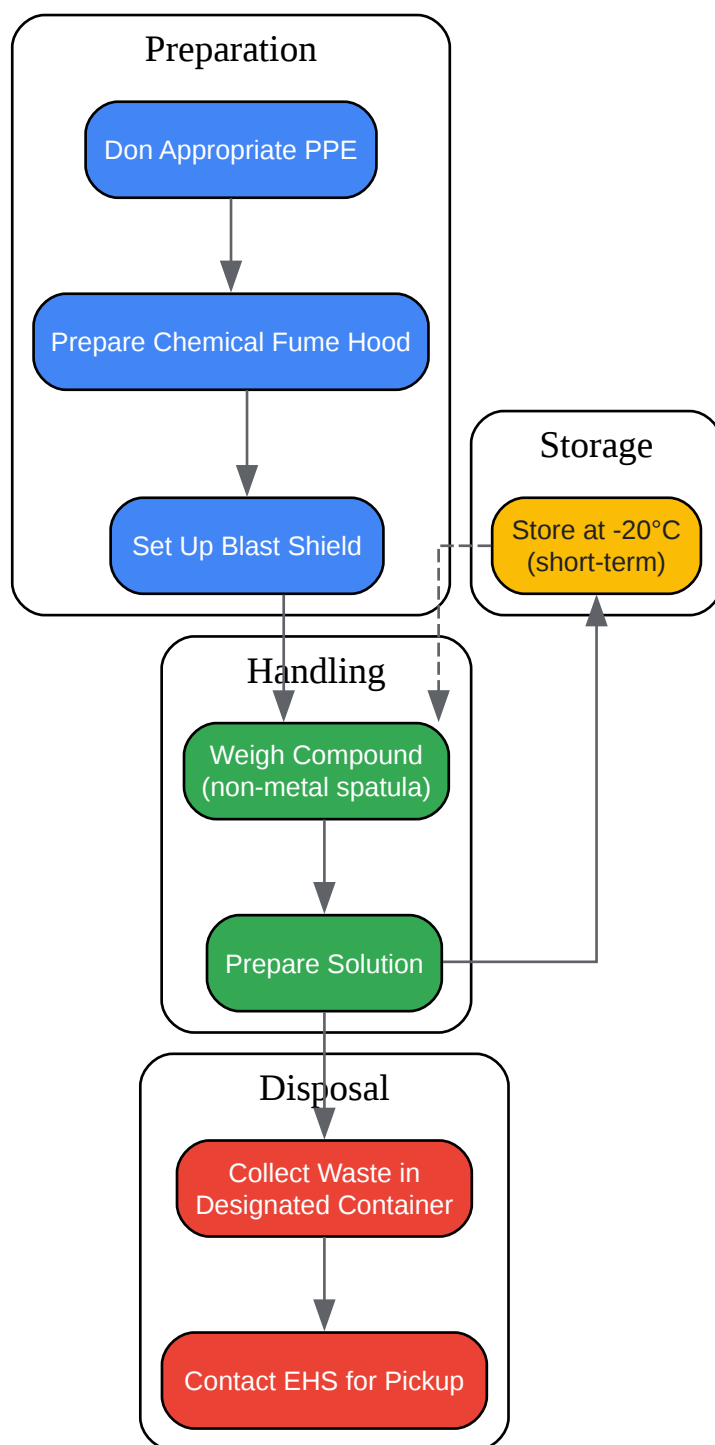 Preparation
Don Appropriate PPE
Prepare Chemical Fume Hood
Set Up Blast Shield
Storage
Store at -20°C
(short-term)
Handling
Weigh Compound
(non-metal spatula)
Prepare Solution
Disposal
Collect Waste in
Designated Container
Contact EHS for Pickup